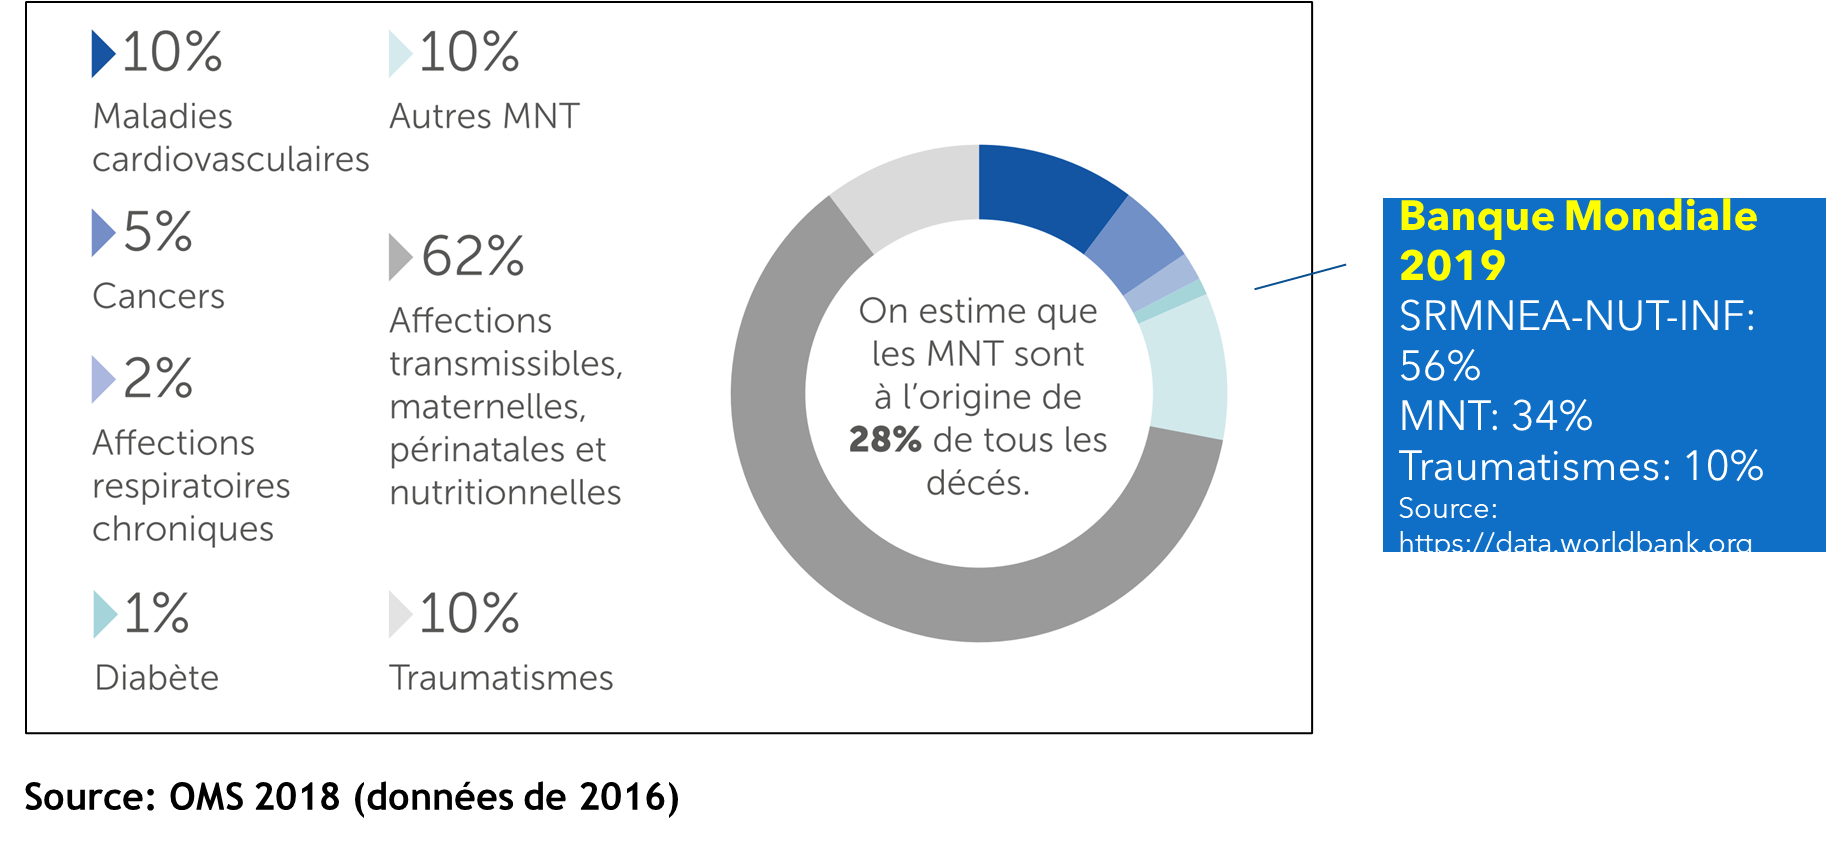 10%
Maladies
cardiovasculaires
5%
Cancers
2%
Affections
respiratoires
chroniques
1%
Diabète
10%
Autres MNT
62%
Affections
transmissibles,
maternelles,
périnatales et
nutritionnelles
10%
Traumatismes
On estime que
les MNT sont
à l’origine de
28% de tous les
décés.
Banque Mondiale
2019
SRMNEA-NUT-INF:
56%
MNT: 34%
Traumatismes: 10%
Source:
https://data.worldbank.org
Source: OMS 2018 (données de 2016)